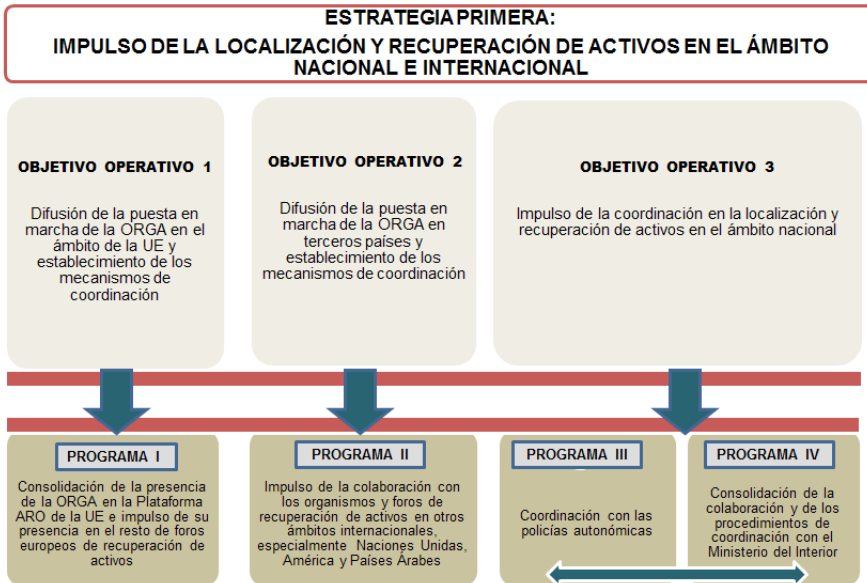 ESTRATEGIA PRIMERA:
IMPULSO DE LA LOCALIZACIÓN Y RECUPERACIÓN DE ACTIVOS EN EL ÁMBITO
NACIONAL E INTERNACIONAL
OBJETIVO OPERATIVO 1
Difusión de la puesta en
marcha de la ORGA en el
ámbito de la UE y
establecimiento de los
mecanismos de
coordinación
OBJETIVO OPERATIVO 2
Difusión de la puesta en
marcha de la ORGA en
terceros países y
establecimiento de los
mecanismos de coordinación
OBJETIVO OPERATIVO 3
Impulso de la coordinación en la localización y
recuperación de activos en el ámbito nacional
PROGRAMA I
Consolidación de la presencia
de la ORGA en la Plataforma
ARO de la UE e impulso de su
presencia en el resto de foros
europeos de recuperación de
activos
PROGRAMA II
Impulso de la colaboración con
los organismos y foros de
recuperación de activos en otros
ámbitos internacionales,
especialmente Naciones Unidas,
América y Países Árabes
PROGRAMA III
Coordinación con las
policías autonómicas
PROGRAMA IV
Consolidación de la
colaboración y de los
procedimientos de
coordinación con el
Ministerio del Interior